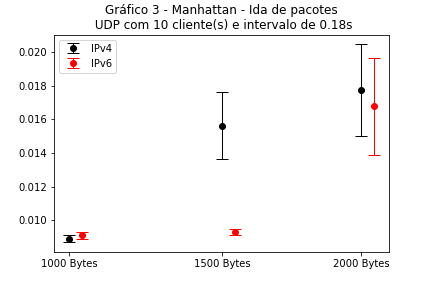 Gráfico 3 - Manhattan - Ida de pacotes
UDP com 10 cliente(s) e intervalo de 0.18s
IPv4
IPv6
0.020
0.018
0.016
0.014
0.012
0.010
1000 Bytes
1500 Bytes
2000 Bytes